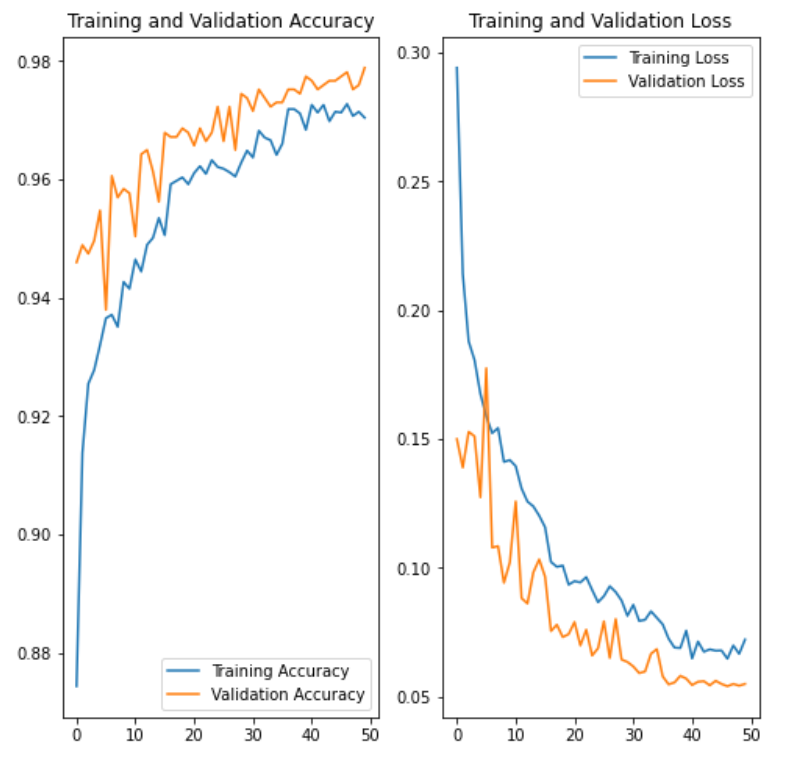 Training and Validation Accuracy
0.98
0.96
0.94
0.92
0.90
0.88
Training Accuracy
Validation Accuracy
0 10 20 30 40 50
Training and Validation Loss
0.30
0.25
0.20
0.15
0.10
0.05
Training Loss
Validation Loss
0 10 20 30 40 50